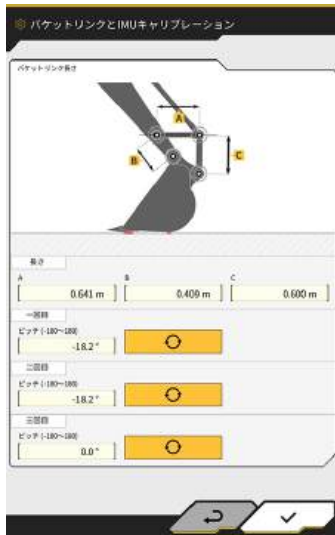 バケットリンクとIMUキャリブレーション
バケットリンク長さ
A
B
C
長さ
A B C
0.641 m 0.409 m 0.600 m
一回目
ピッチ (-180~180)
-18.2°
二回目
ピッチ (-180~180)
-18.2°
三回目
ピッチ (-180~180)
0.0°